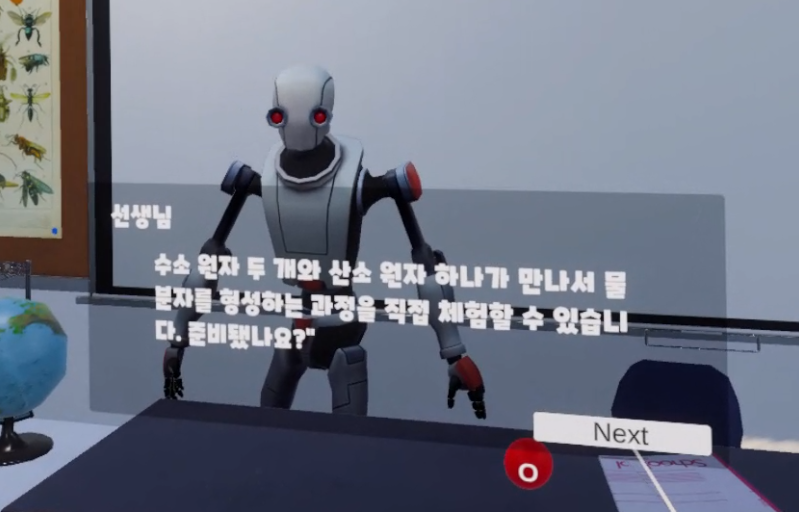 선생님
수소 원자 두 개와 산소 원자 하나가 만나서 물
분자를 형성하는 과정을 직접 체험할 수 있습니
다. 준비됐나요?"
Next
O